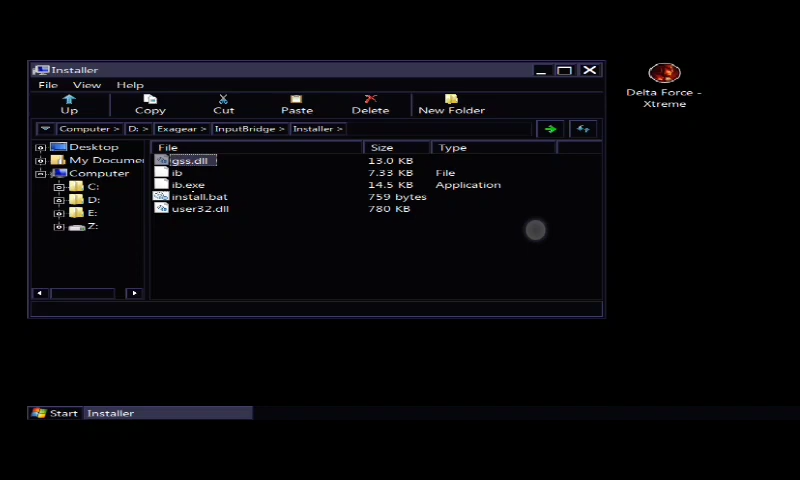 Installer
File View Help
Up Copy Cut Paste Delete New Folder
Computer > D: > Exagear > InputBridge > Installer >
Desktop
My Docume
Computer
C:
D:
E:
Z:
File Size Type
gss.dll 13.0 KB
ib 7.33 KB File
ib.exe 14.5 KB Application
install.bat 759 bytes
user32.dll 780 KB
Delta Force -
Xtreme
Start Installer